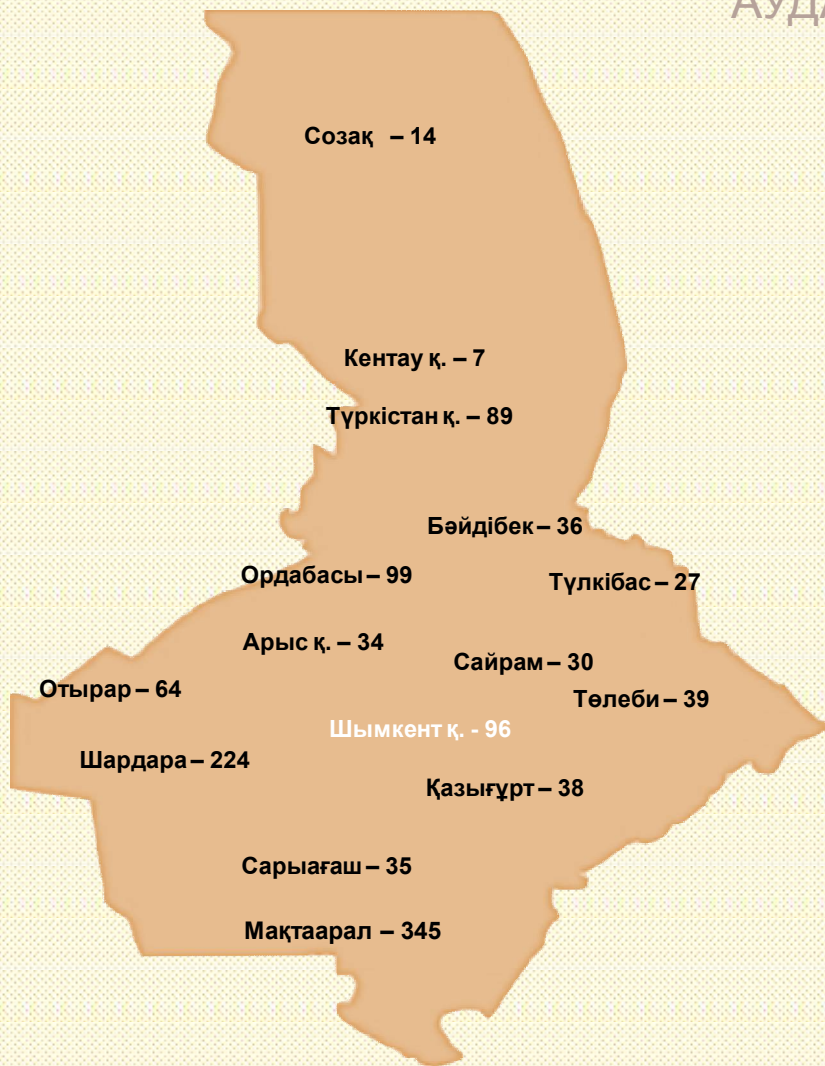 Созақ – 14
Кентау қ. – 7
Түркістан қ. – 89
Бәйдібек – 36
Ордабасы – 99
Түлкібас – 27
Арыс қ. – 34
Сайрам – 30
Отырар – 64
Төлеби – 39
Шымкент қ. - 96
Шардара – 224
Қазығұрт – 38
Сарыағаш – 35
Мақтаарал – 345